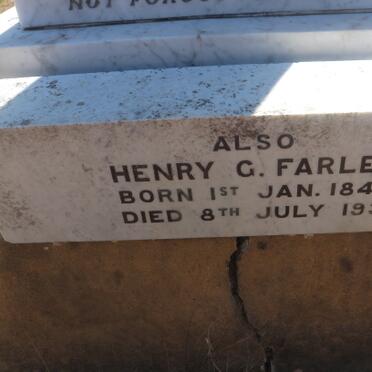 NOT
ALSO
HENRY G. FARLE
BORN 1ST JAN. 184
DIED 8TH JULY 19